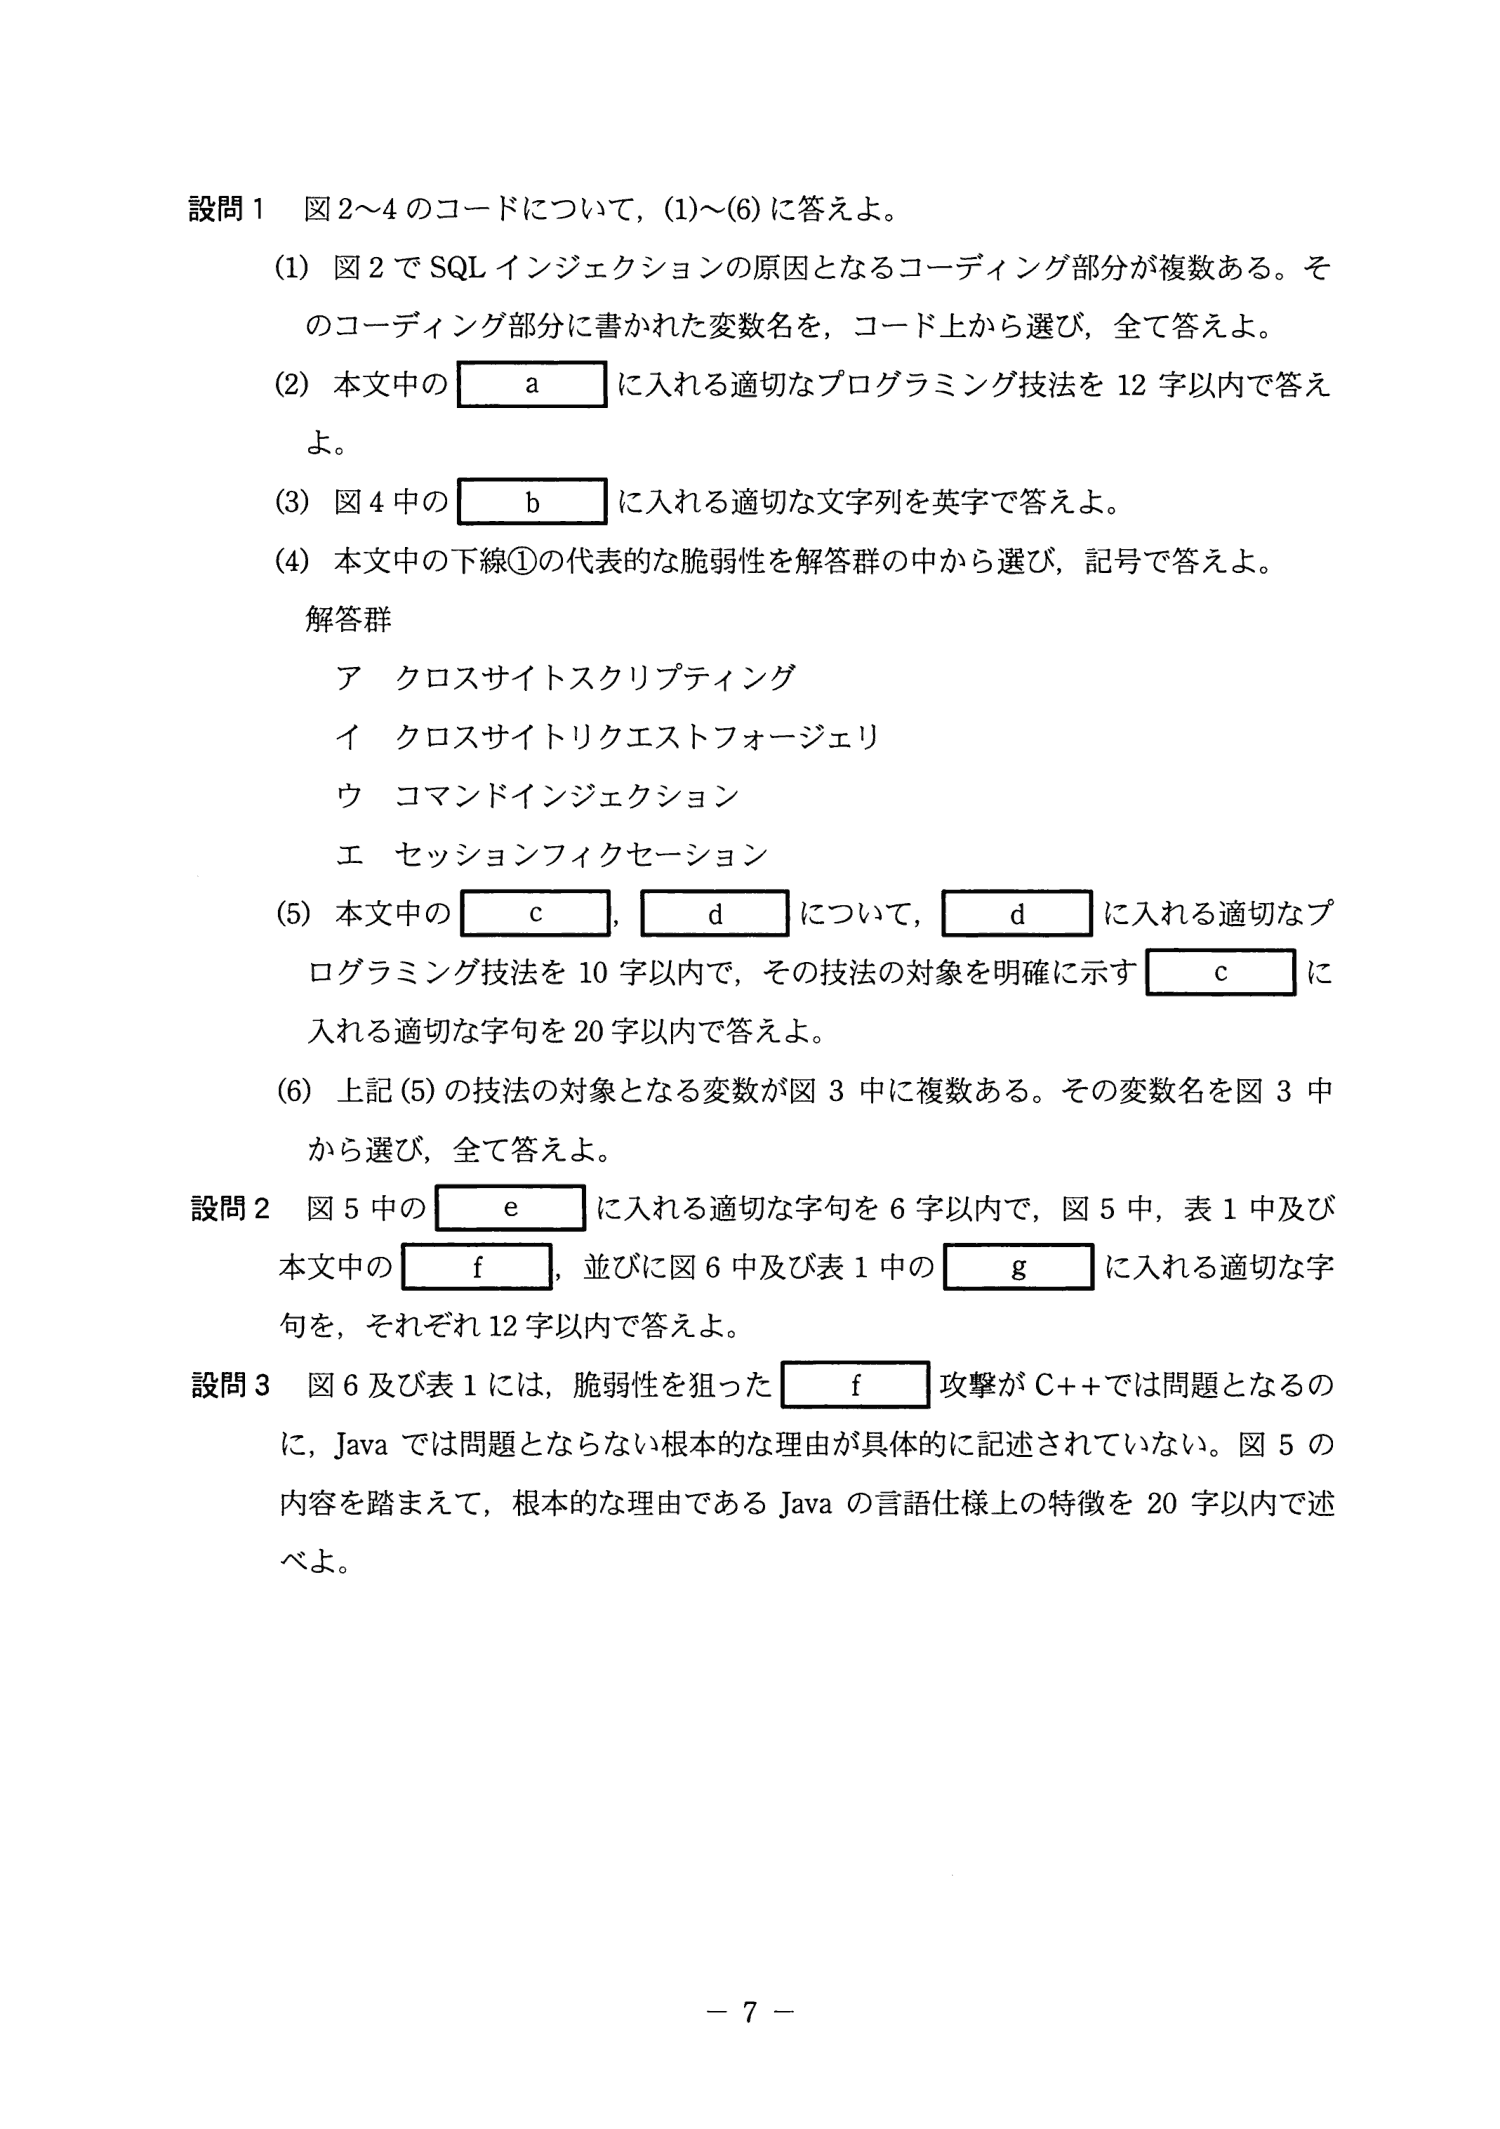 設問1 図2～4のコードについて，(1)～(6)に答えよ。
(1) 図2でSQLインジェクションの原因となるコーディング部分が複数ある。そ
のコーディング部分に書かれた変数名を，コード上から選び，全て答えよ。
(2) 本文中の a に入れる適切なプログラミング技法を 12 字以内で答え
よ。
(3) 図4中の b に入れる適切な文字列を英字で答えよ。
(4) 本文中の下線①の代表的な脆弱性を解答群の中から選び，記号で答えよ。
解答群
ア クロスサイトスクリプティング
イ クロスサイトリクエストフォージェリ
ウ コマンドインジェクション
エ セッションフィクセーション
(5) 本文中の c ， d について， d に入れる適切なプ
ログラミング技法を 10 字以内で，その技法の対象を明確に示す c に
入れる適切な字句を 20 字以内で答えよ。
(6) 上記(5)の技法の対象となる変数が図 3 中に複数ある。その変数名を図 3 中
から選び，全て答えよ。
設問2 図5中の e に入れる適切な字句を 6 字以内で，図 5 中，表 1 中及び
本文中の f ，並びに図 6 中及び表 1 中の g に入れる適切な字
句を，それぞれ 12 字以内で答えよ。
設問3 図 6 及び表 1 には，脆弱性を狙った f 攻撃が C++では問題となるの
に，Java では問題とならない根本的な理由が具体的に記述されていない。図 5 の
内容を踏まえて，根本的な理由である Java の言語仕様上の特徴を 20 字以内で述
べよ。
－ 7 －